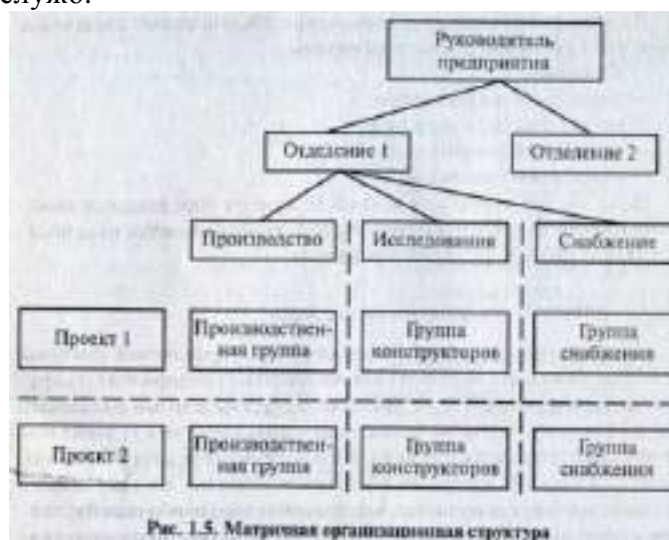 служб.
Руководитель
предприятия
Отделение 1
Отделение 2
Производство
Исследования
Снабжение
Проект 1
Производствен-
ная группа
Группа
конструкторов
Группа
снабжения
Проект 2
Производствен-
ная группа
Группа
конструкторов
Группа
снабжения
Рис. 1.5. Матричная организационная структура